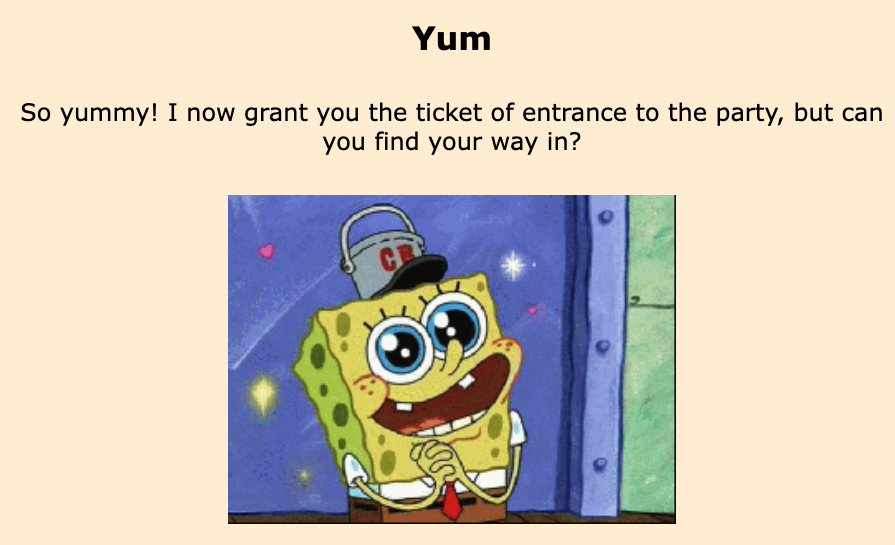 Yum
So yummy! I now grant you the ticket of entrance to the party, but can
you find your way in?
CB